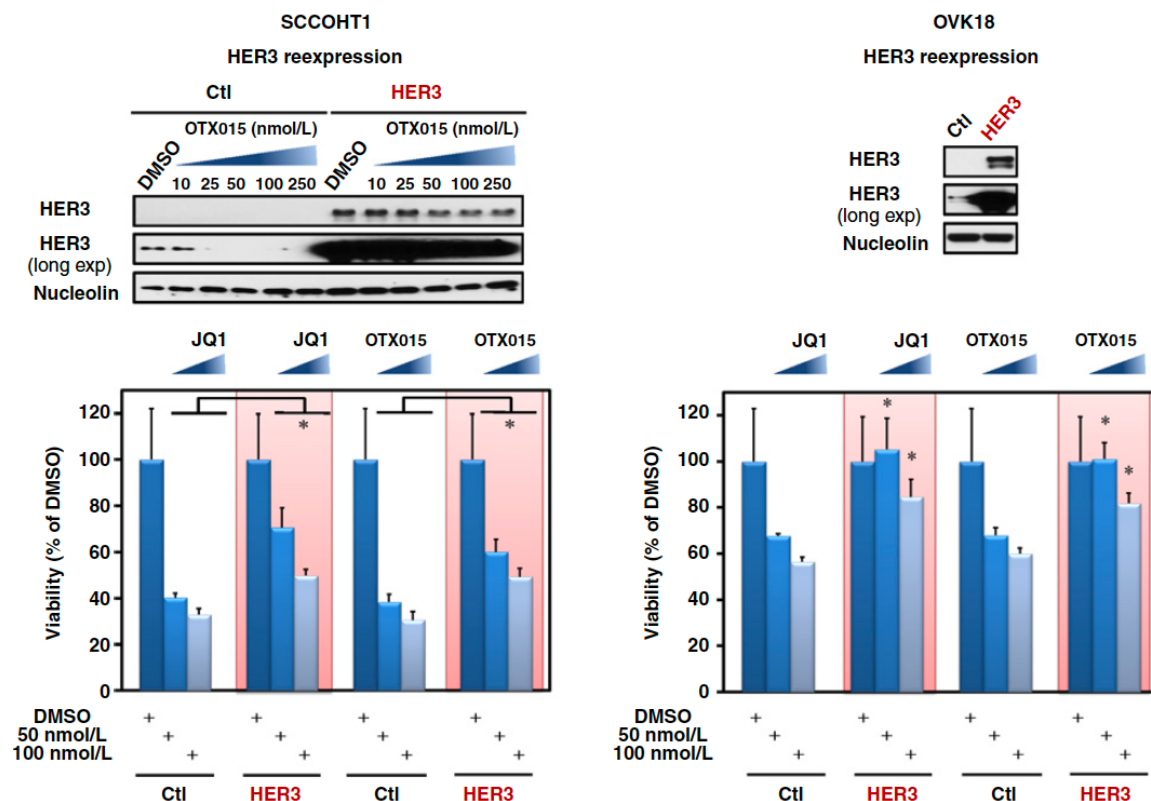 SCCOHT1
HER3 reexpression
Ctl HER3
OTX015 (nmol/L) OTX015 (nmol/L)
DMSO 10 25 50 100 250 DMSO 10 25 50 100 250
HER3
HER3
(long exp)
Nucleolin
JQ1 JQ1 OTX015 OTX015
Viability (% of DMSO)
120
100
80
60
40
20
0
* *
DMSO + + + +
50 nmol/L + + + +
100 nmol/L + + + +
Ctl HER3 Ctl HER3
OVK18
HER3 reexpression
Ctl HER3
HER3
HER3
(long exp)
Nucleolin
JQ1 JQ1 OTX015 OTX015
Viability (% of DMSO)
120
100
80
60
40
20
0
* * * *
DMSO + + + +
50 nmol/L + + + +
100 nmol/L + + + +
Ctl HER3 Ctl HER3